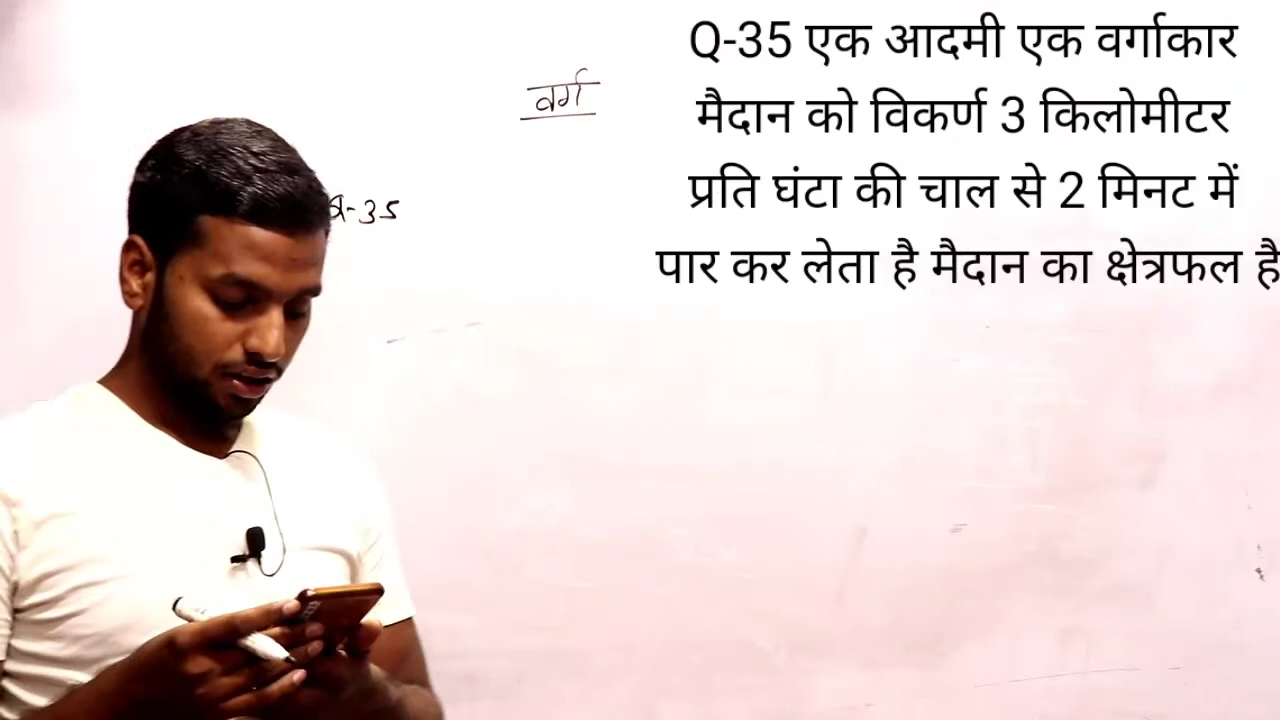 Q-35 एक आदमी एक वर्गाकार
मैदान को विकर्ण 3 किलोमीटर
प्रति घंटा की चाल से 2 मिनट में
पार कर लेता है मैदान का क्षेत्रफल है
वर्ग
Q-35